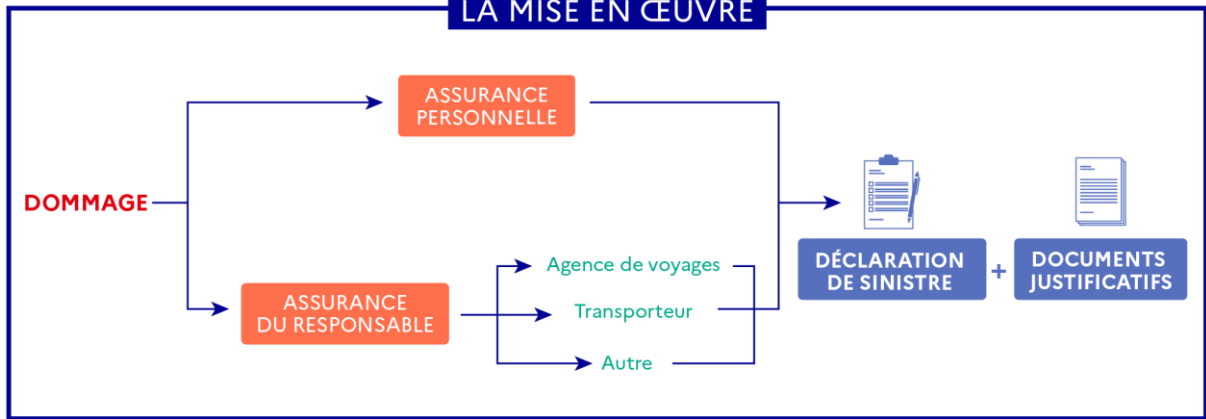 LA MISE EN ŒUVRE
ASSURANCE
PERSONNELLE
DOMMAGE
ASSURANCE
DU RESPONSABLE
Agence de voyages
Transporteur
Autre
DÉCLARATION
DE SINISTRE
+
DOCUMENTS
JUSTIFICATIFS